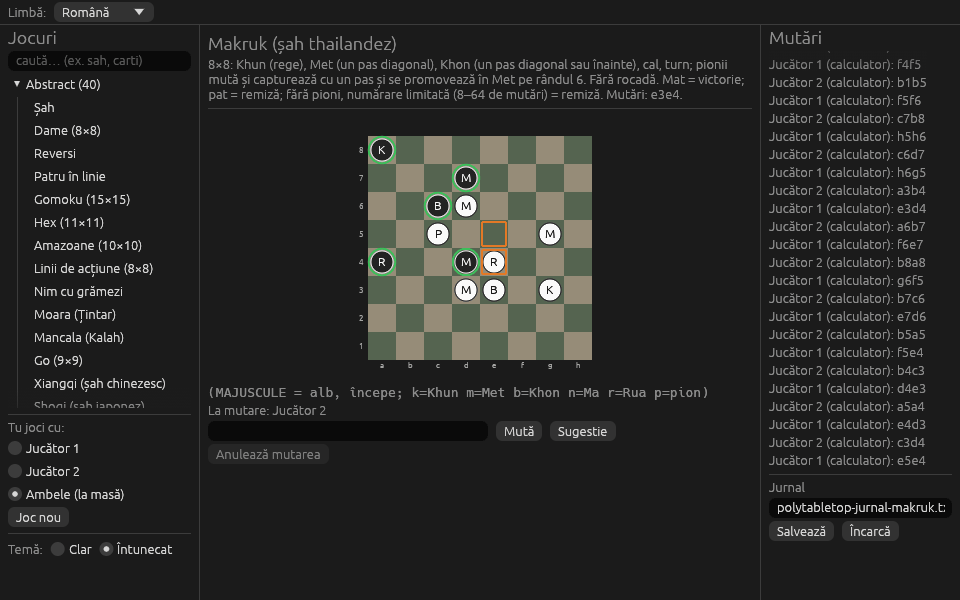 Limbă: Română
Jocuri
caută… (ex. sah, carti)
Abstract (40)
Șah
Dame (8×8)
Reversi
Patru în linie
Gomoku (15×15)
Hex (11×11)
Amazoane (10×10)
Linii de acțiune (8×8)
Nim cu grămezi
Moara (Țintar)
Mancala (Kalah)
Go (9×9)
Xiangqi (șah chinezesc)
Shogi (șah japonez)
Tu joci cu:
Jucător 1
Jucător 2
Ambele (la masă)
Joc nou
Temă: Clar Întunecat
Makruk (șah thailandez)
8×8: Khun (rege), Met (un pas diagonal), Khon (un pas diagonal sau înainte), cal, turn; pionii
mută și capturează cu un pas și se promovează în Met pe rândul 6. Fără rocadă. Mat = victorie;
pat = remiză; fără pioni, numărare limitată (8–64 de mutări) = remiză. Mutări: e3e4.
8 K
7 M
6 B M
5 P M
4 R M R
3 M B K
2
1
a b c d e f g h
(MAJUSCULE = alb, începe; k=Khun m=Met b=Khon n=Ma r=Rua p=pion)
La mutare: Jucător 2
Mută Sugestie
Anulează mutarea
Mutări
Jucător 1 (calculator): f4f5
Jucător 2 (calculator): b1b5
Jucător 1 (calculator): f5f6
Jucător 2 (calculator): c7b8
Jucător 1 (calculator): h5h6
Jucător 2 (calculator): c6d7
Jucător 1 (calculator): h6g5
Jucător 2 (calculator): a3b4
Jucător 1 (calculator): e3d4
Jucător 2 (calculator): a6b7
Jucător 1 (calculator): f6e7
Jucător 2 (calculator): b8a8
Jucător 1 (calculator): g6f5
Jucător 2 (calculator): b7c6
Jucător 1 (calculator): e7d6
Jucător 2 (calculator): b5a5
Jucător 1 (calculator): f5e4
Jucător 2 (calculator): b4c3
Jucător 1 (calculator): d4e3
Jucător 2 (calculator): a5a4
Jucător 1 (calculator): e4d3
Jucător 2 (calculator): c3d4
Jucător 1 (calculator): e5e4
Jurnal
polytabletop-jurnal-makruk.t
Salvează Încarcă